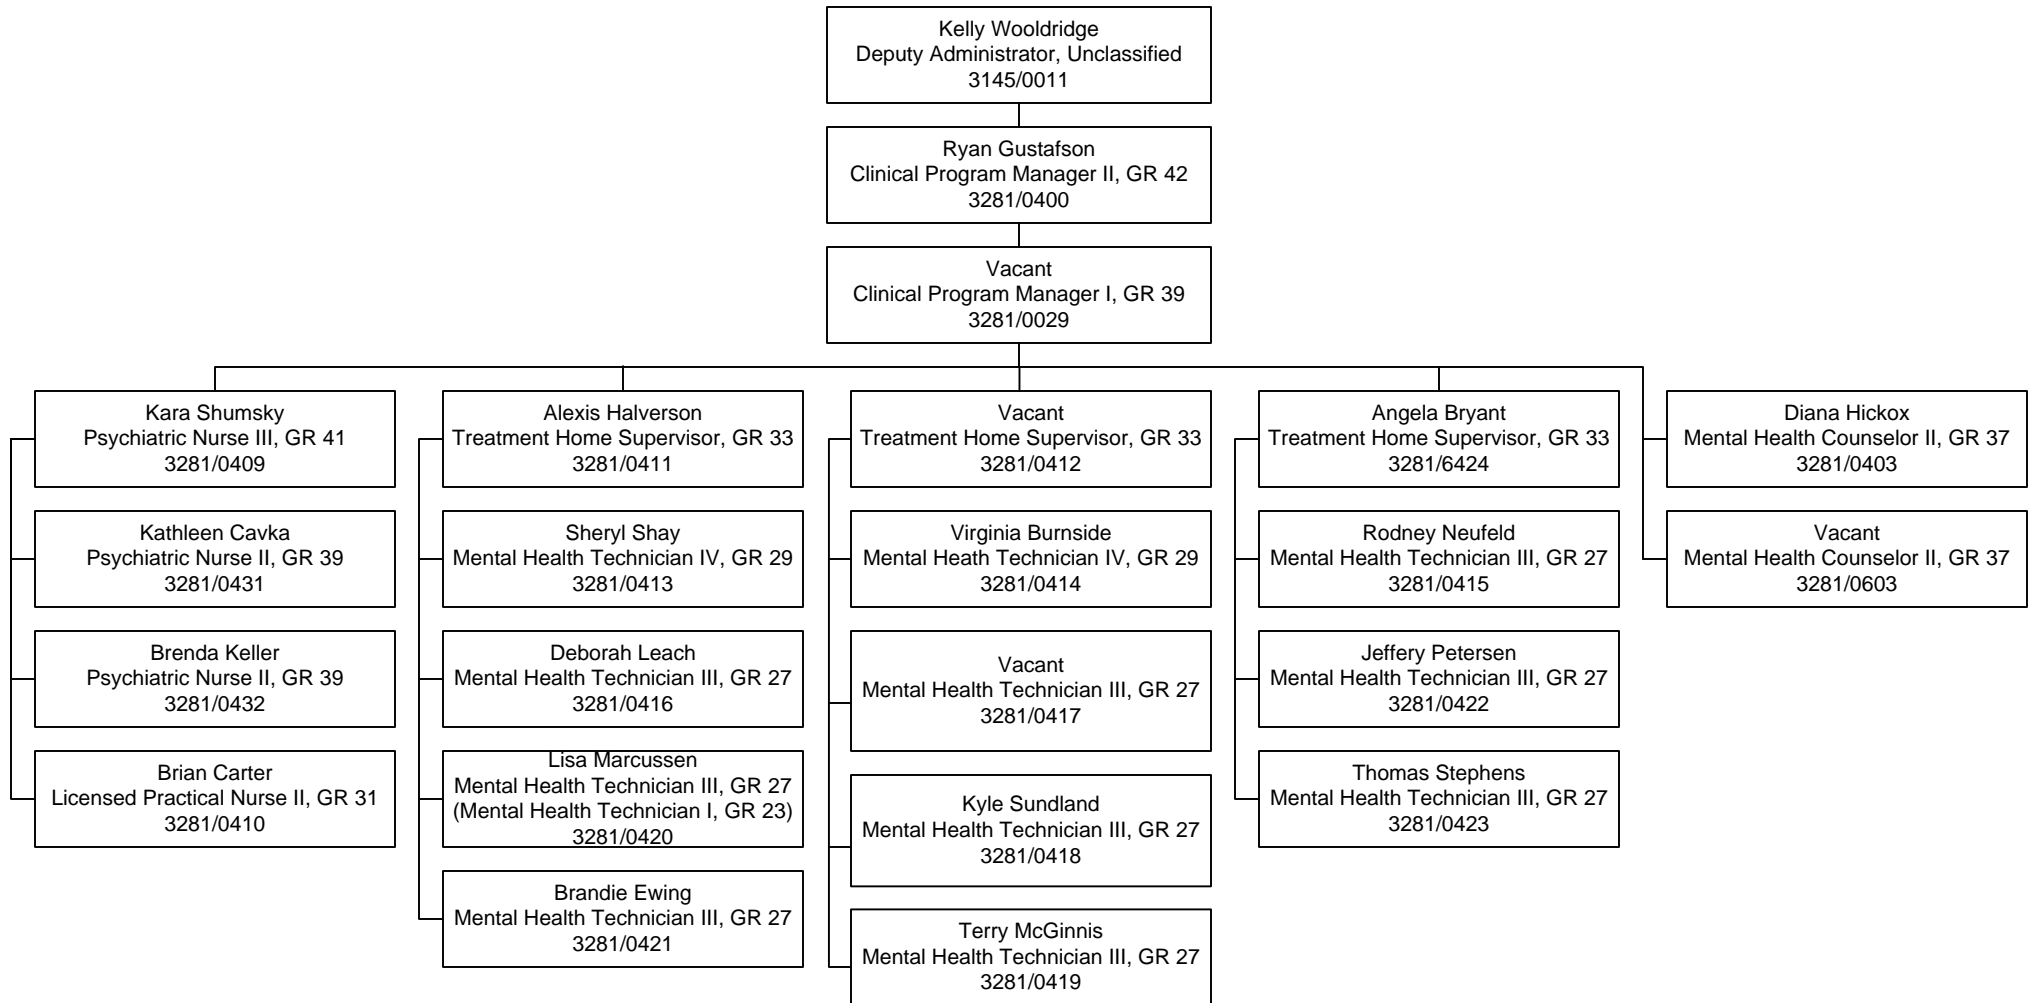 Kelly Wooldridge
Deputy Administrator, Unclassified
3145/0011
Ryan Gustafson
Clinical Program Manager II, GR 42
3281/0400
Vacant
Clinical Program Manager I, GR 39
3281/0029
Kara Shumsky
Psychiatric Nurse III, GR 41
3281/0409
Kathleen Cavka
Psychiatric Nurse II, GR 39
3281/0431
Brenda Keller
Psychiatric Nurse II, GR 39
3281/0432
Brian Carter
Licensed Practical Nurse II, GR 31
3281/0410
Alexis Halverson
Treatment Home Supervisor, GR 33
3281/0411
Sheryl Shay
Mental Health Technician IV, GR 29
3281/0413
Deborah Leach
Mental Health Technician III, GR 27
3281/0416
Lisa Marcussen
Mental Health Technician III, GR 27
(Mental Health Technician I, GR 23)
3281/0420
Brandie Ewing
Mental Health Technician III, GR 27
3281/0421
Vacant
Treatment Home Supervisor, GR 33
3281/0412
Virginia Burnside
Mental Heath Technician IV, GR 29
3281/0414
Vacant
Mental Health Technician III, GR 27
3281/0417
Kyle Sundland
Mental Health Technician III, GR 27
3281/0418
Terry McGinnis
Mental Health Technician III, GR 27
3281/0419
Angela Bryant
Treatment Home Supervisor, GR 33
3281/6424
Rodney Neufeld
Mental Health Technician III, GR 27
3281/0415
Jeffery Petersen
Mental Health Technician III, GR 27
3281/0422
Thomas Stephens
Mental Health Technician III, GR 27
3281/0423
Diana Hickox
Mental Health Counselor II, GR 37
3281/0403
Vacant
Mental Health Counselor II, GR 37
3281/0603